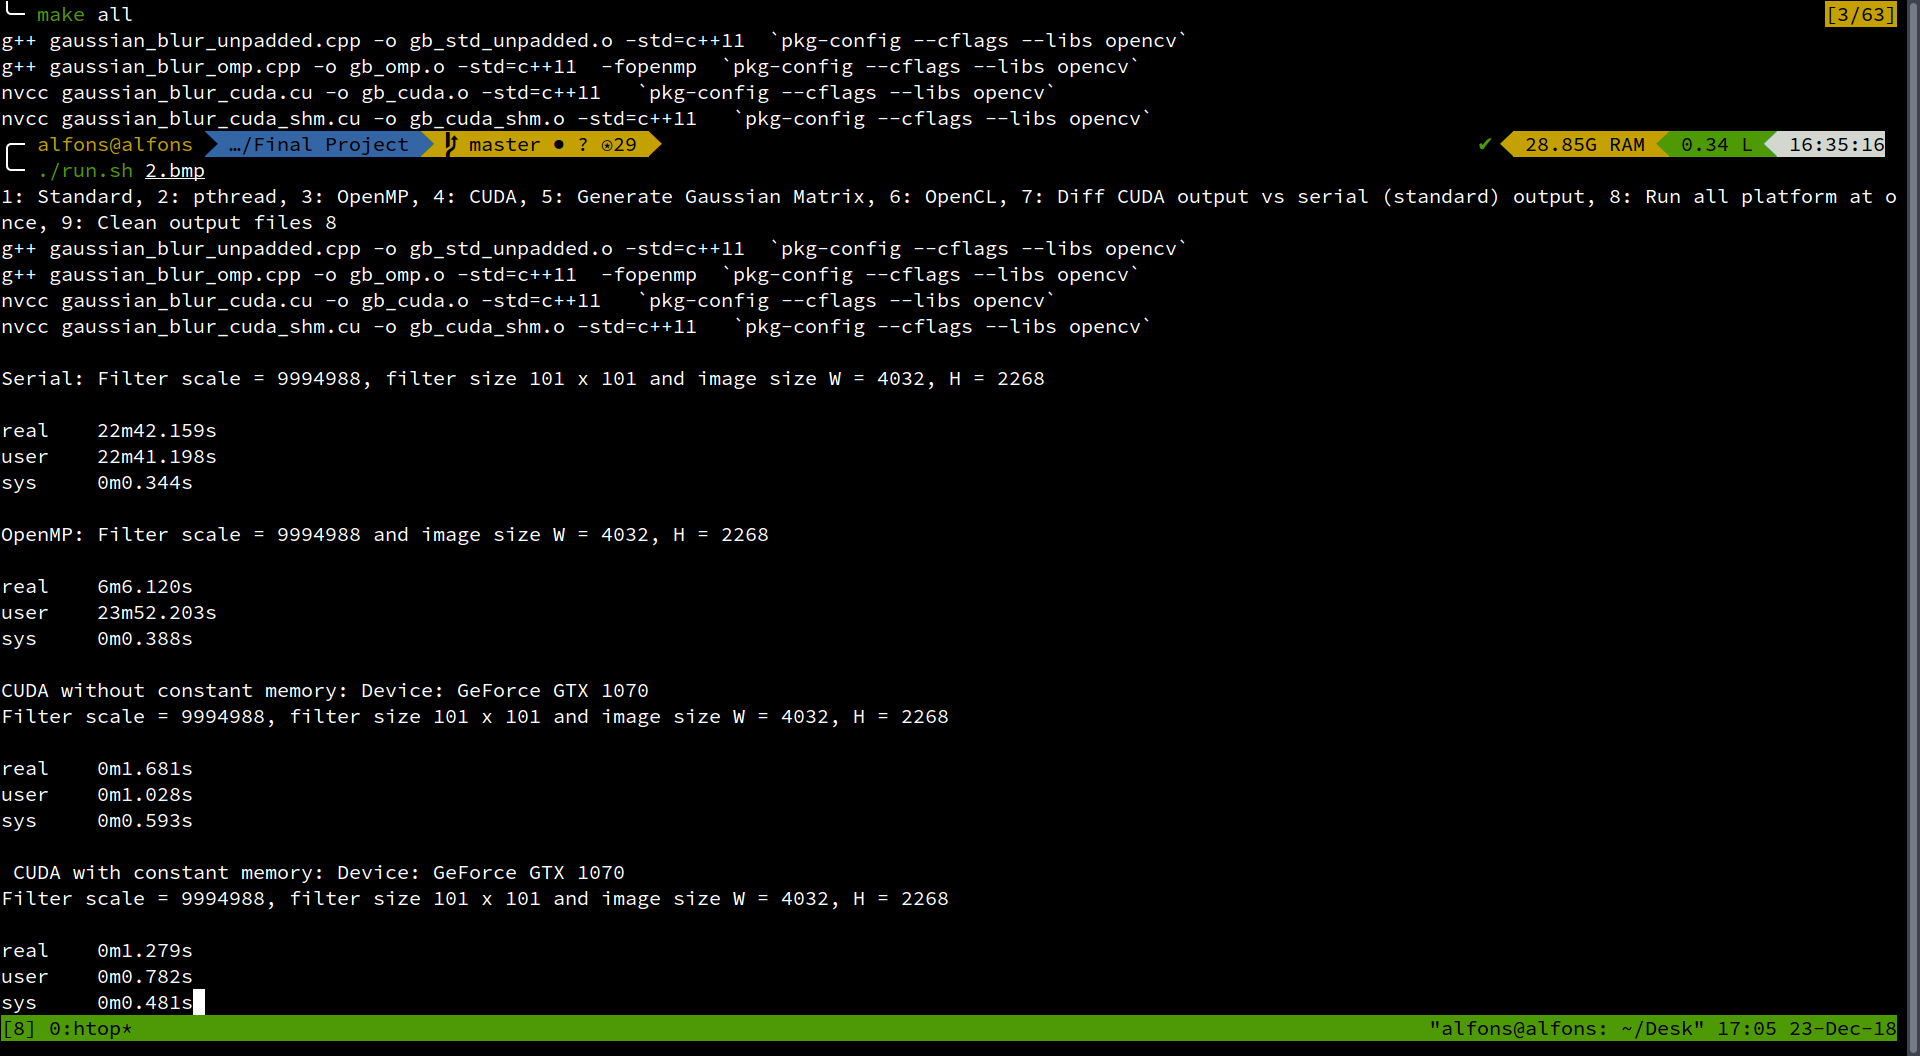 make all [3/63]
g++ gaussian_blur_unpadded.cpp -o gb_std_unpadded.o -std=c++11  `pkg-config --cflags --libs opencv`
g++ gaussian_blur_omp.cpp -o gb_omp.o -std=c++11  -fopenmp  `pkg-config --cflags --libs opencv`
nvcc gaussian_blur_cuda.cu -o gb_cuda.o -std=c++11   `pkg-config --cflags --libs opencv`
nvcc gaussian_blur_cuda_shm.cu -o gb_cuda_shm.o -std=c++11   `pkg-config --cflags --libs opencv`
alfons@alfons …/Final Project master ● ? ⍟29 ✔ 28.85G RAM 0.34 L 16:35:16
./run.sh 2.bmp
1: Standard, 2: pthread, 3: OpenMP, 4: CUDA, 5: Generate Gaussian Matrix, 6: OpenCL, 7: Diff CUDA output vs serial (standard) output, 8: Run all platform at o
nce, 9: Clean output files 8
g++ gaussian_blur_unpadded.cpp -o gb_std_unpadded.o -std=c++11  `pkg-config --cflags --libs opencv`
g++ gaussian_blur_omp.cpp -o gb_omp.o -std=c++11  -fopenmp  `pkg-config --cflags --libs opencv`
nvcc gaussian_blur_cuda.cu -o gb_cuda.o -std=c++11   `pkg-config --cflags --libs opencv`
nvcc gaussian_blur_cuda_shm.cu -o gb_cuda_shm.o -std=c++11   `pkg-config --cflags --libs opencv`
Serial: Filter scale = 9994988, filter size 101 x 101 and image size W = 4032, H = 2268
real    22m42.159s
user    22m41.198s
sys     0m0.344s
OpenMP: Filter scale = 9994988 and image size W = 4032, H = 2268
real    6m6.120s
user    23m52.203s
sys     0m0.388s
CUDA without constant memory: Device: GeForce GTX 1070
Filter scale = 9994988, filter size 101 x 101 and image size W = 4032, H = 2268
real    0m1.681s
user    0m1.028s
sys     0m0.593s
CUDA with constant memory: Device: GeForce GTX 1070
Filter scale = 9994988, filter size 101 x 101 and image size W = 4032, H = 2268
real    0m1.279s
user    0m0.782s
sys     0m0.481s
[8] 0:htop* "alfons@alfons: ~/Desk" 17:05 23-Dec-18